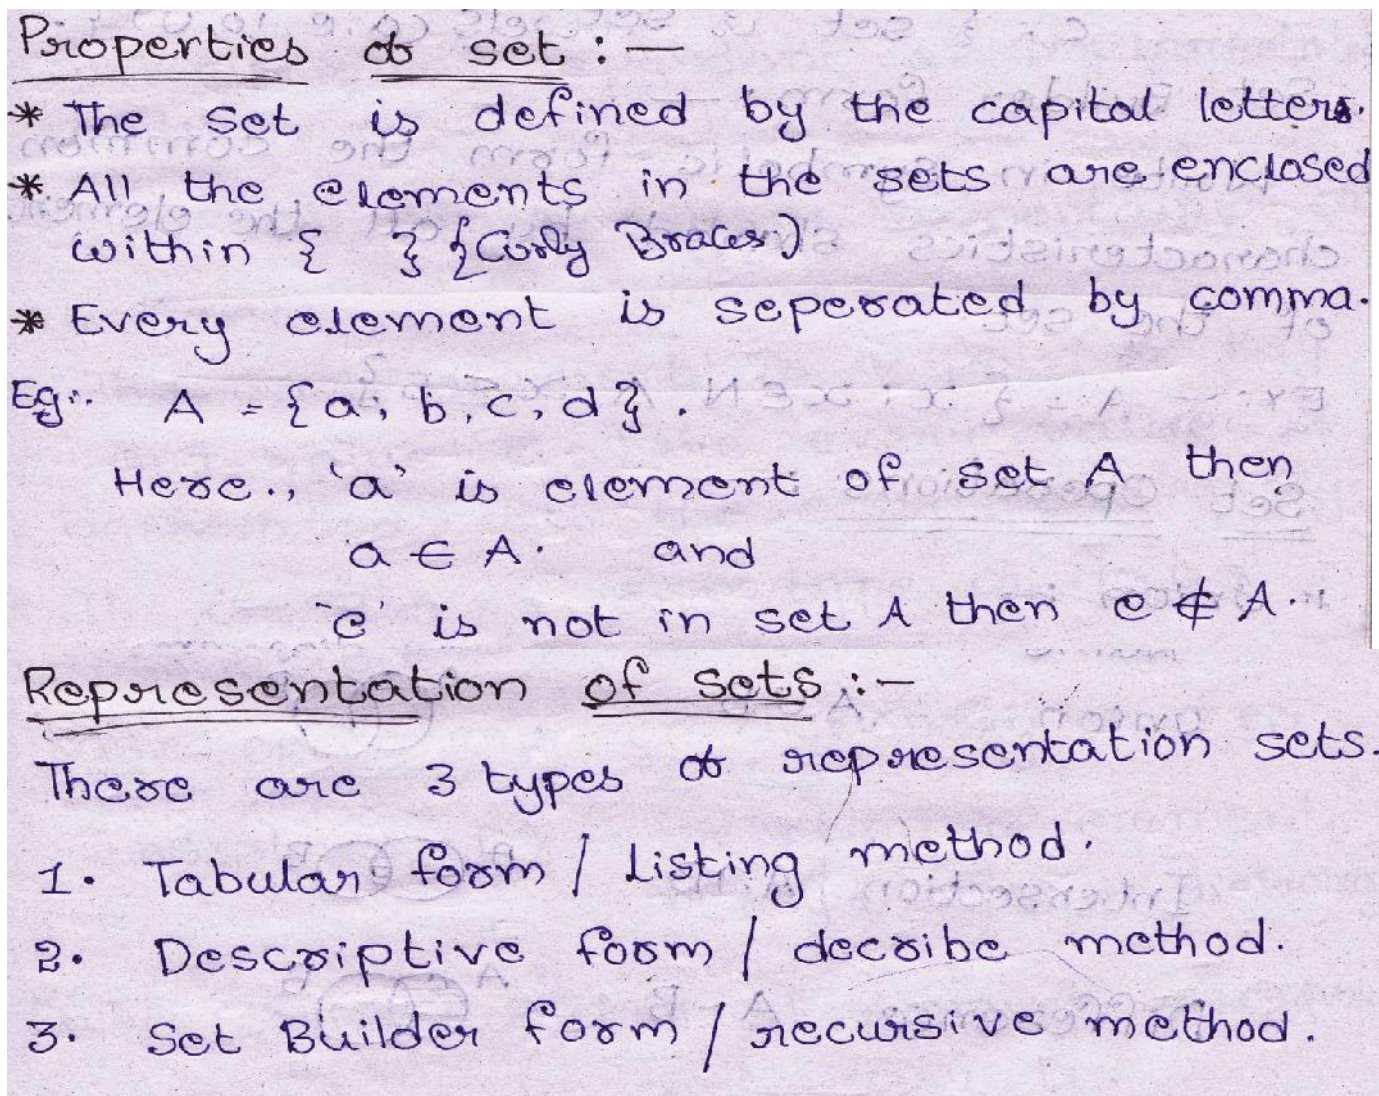 Properties of set : —
* The set is defined by the capital letters.
* All the elements in the sets are enclosed
within { } {Curly Braces)
* Every element is seperated by comma.
Eg:- A = {a, b, c, d}.
Here., 'a' is element of set A then
a ∈ A. and
'e' is not in set A then e ∉ A.
Representation of sets :-
There are 3 types of representation sets.
1. Tabular form / Listing method.
2. Descriptive form / decribe method.
3. Set Builder form / recursive method.